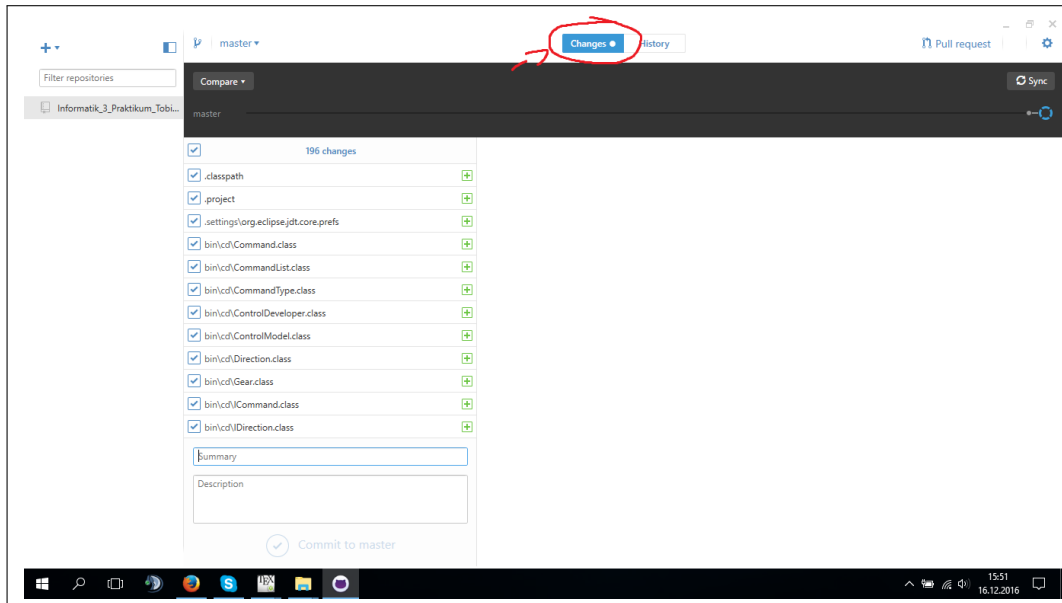 master
Changes
History
Pull request
Filter repositories
Compare
Sync
Informatik_3_Praktikum_Tobi...
master
196 changes
.classpath
.project
.settings\org.eclipse.jdt.core.prefs
bin\cd\Command.class
bin\cd\CommandList.class
bin\cd\CommandType.class
bin\cd\ControlDeveloper.class
bin\cd\ControlModel.class
bin\cd\Direction.class
bin\cd\Gear.class
bin\cd\ICommand.class
bin\cd\IDirection.class
Summary
Description
Commit to master
15:51
16.12.2016